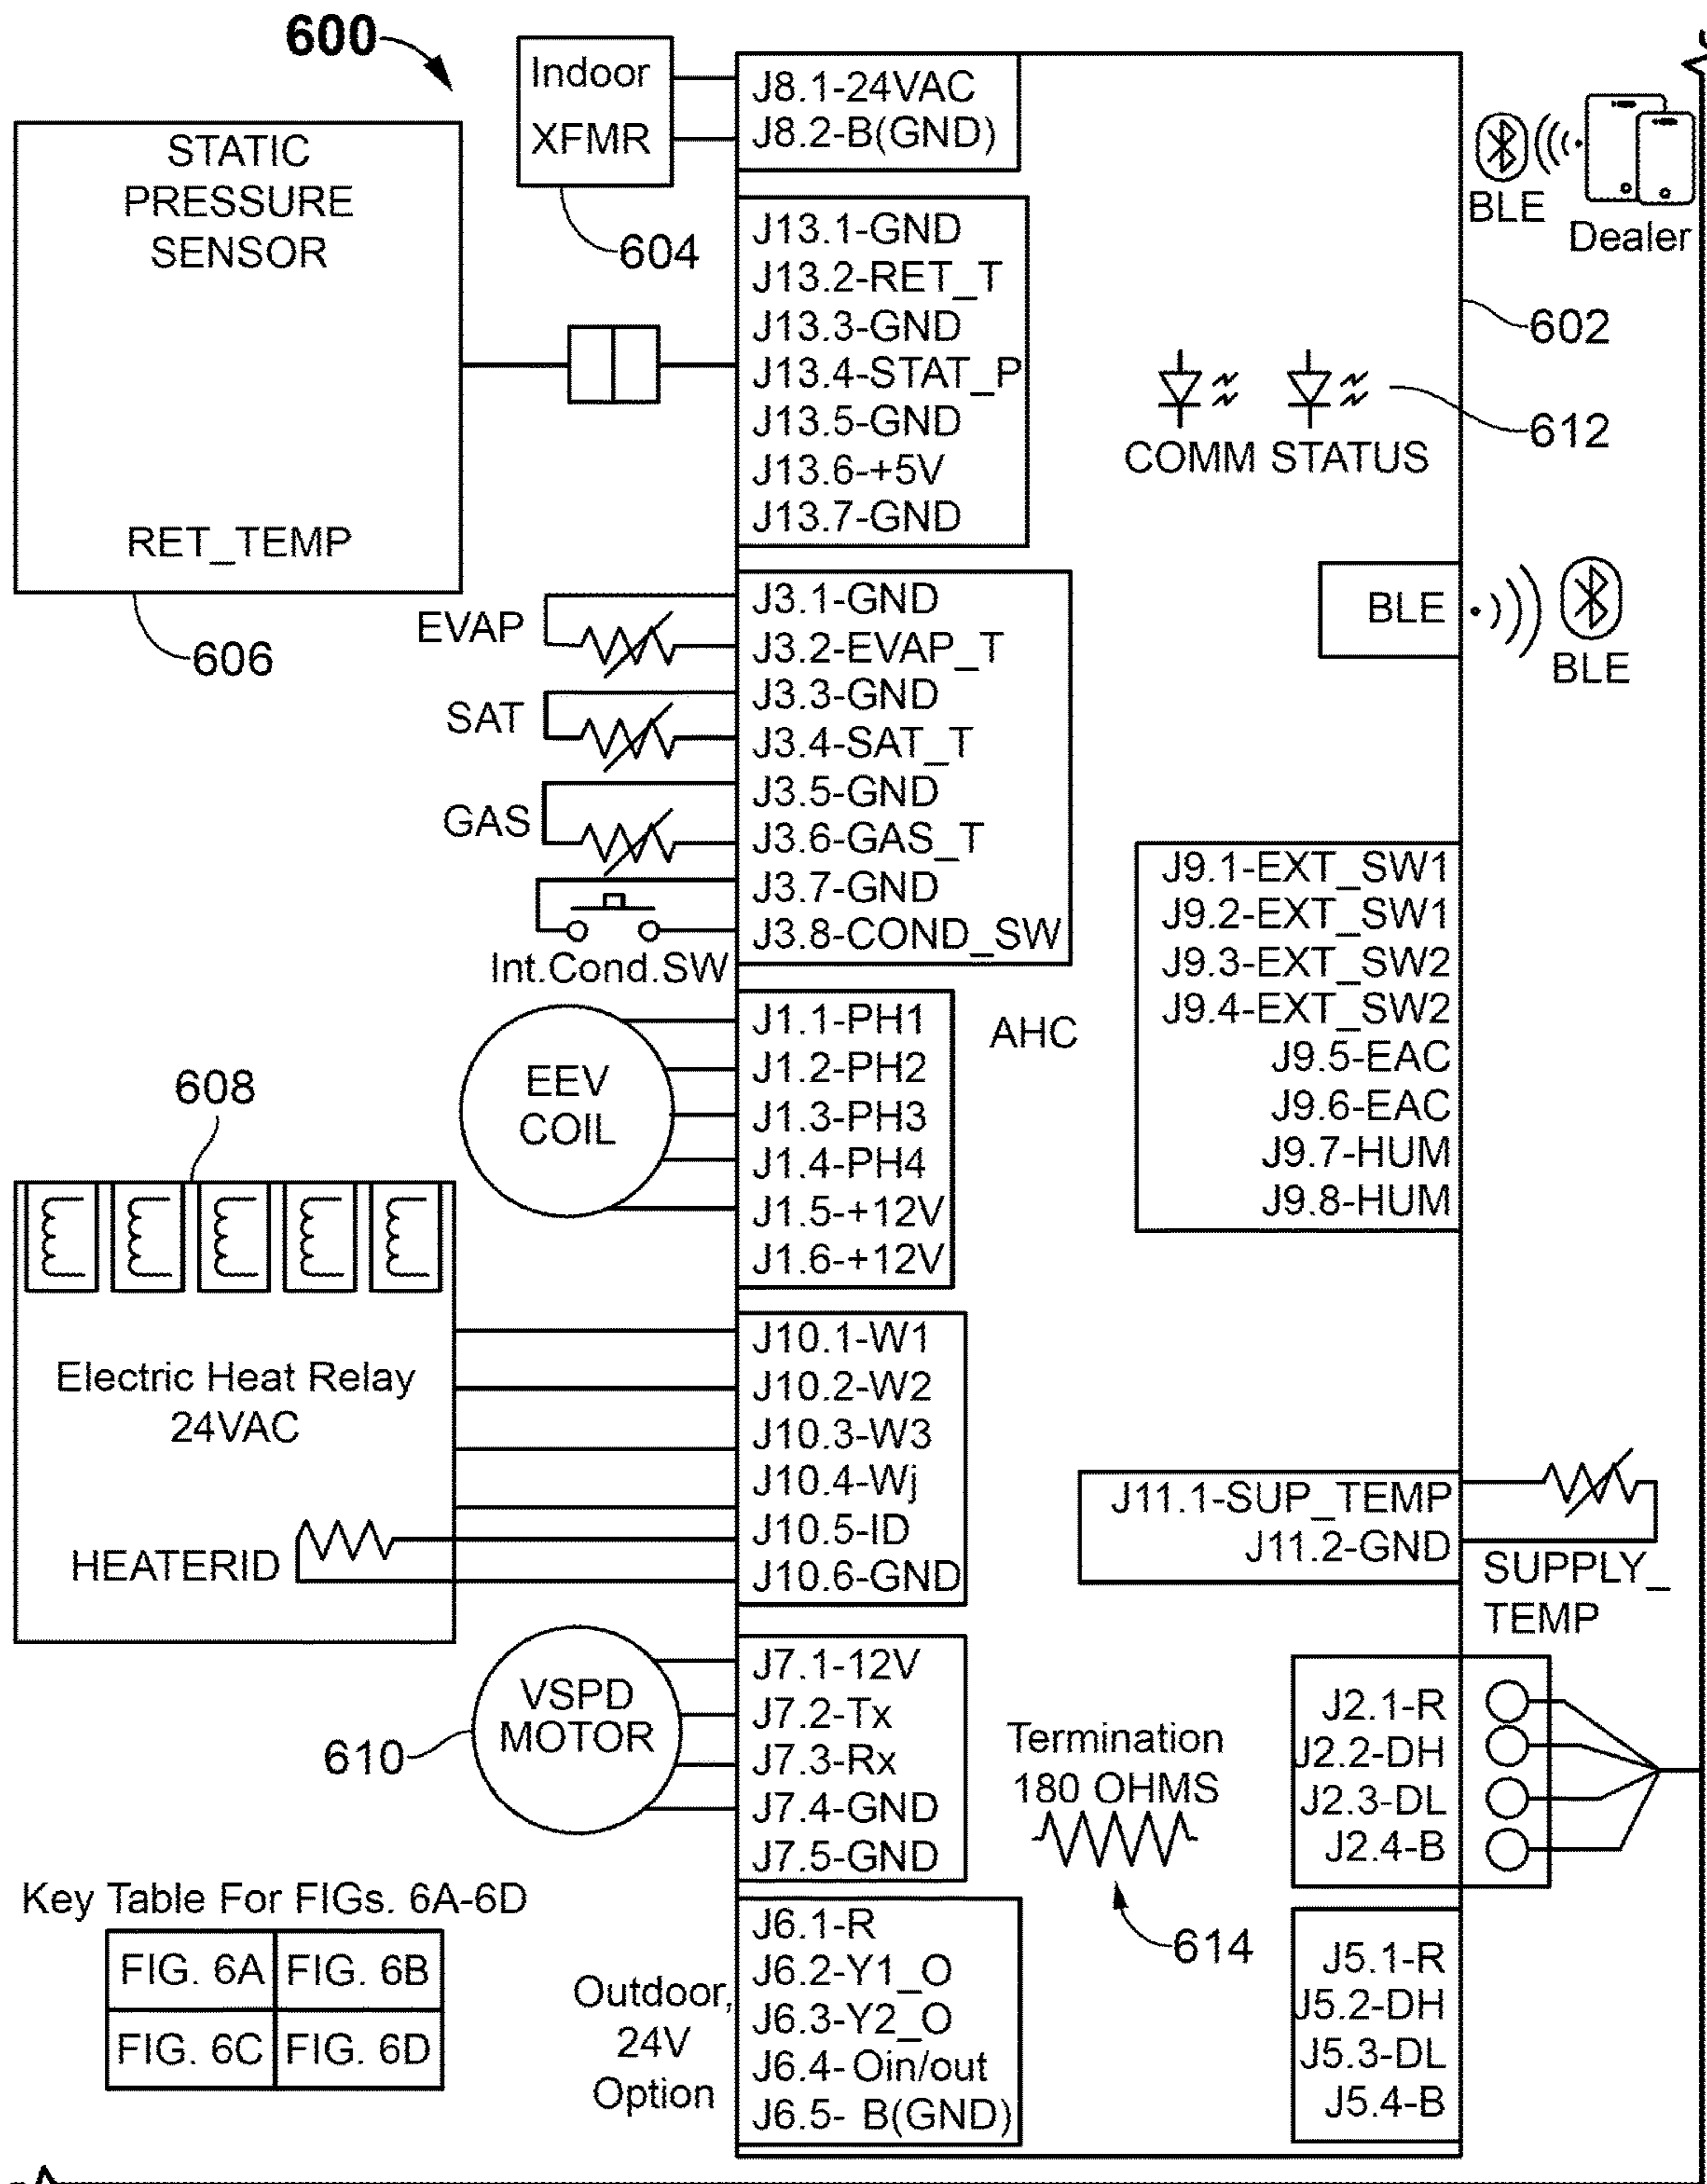 600
Indoor
XFMR
604
STATIC
PRESSURE
SENSOR
RET_TEMP
606
J8.1-24VAC
J8.2-B(GND)
J13.1-GND
J13.2-RET_T
J13.3-GND
J13.4-STAT_P
J13.5-GND
J13.6-+5V
J13.7-GND
BLE
Dealer
602
612
COMM STATUS
BLE
BLE
EVAP
SAT
GAS
Int.Cond.SW
J3.1-GND
J3.2-EVAP_T
J3.3-GND
J3.4-SAT_T
J3.5-GND
J3.6-GAS_T
J3.7-GND
J3.8-COND_SW
J9.1-EXT_SW1
J9.2-EXT_SW1
J9.3-EXT_SW2
J9.4-EXT_SW2
J9.5-EAC
J9.6-EAC
J9.7-HUM
J9.8-HUM
EEV
COIL
J1.1-PH1
J1.2-PH2
J1.3-PH3
J1.4-PH4
J1.5-+12V
J1.6-+12V
AHC
608
Electric Heat Relay
24VAC
HEATERID
J10.1-W1
J10.2-W2
J10.3-W3
J10.4-Wj
J10.5-ID
J10.6-GND
J11.1-SUP_TEMP
J11.2-GND
SUPPLY_
TEMP
VSPD
MOTOR
610
J7.1-12V
J7.2-Tx
J7.3-Rx
J7.4-GND
J7.5-GND
Termination
180 OHMS
614
J2.1-R
J2.2-DH
J2.3-DL
J2.4-B
Key Table For FIGs. 6A-6D
FIG. 6A FIG. 6B
FIG. 6C FIG. 6D
Outdoor,
24V
Option
J6.1-R
J6.2-Y1_O
J6.3-Y2_O
J6.4- Oin/out
J6.5- B(GND)
J5.1-R
J5.2-DH
J5.3-DL
J5.4-B